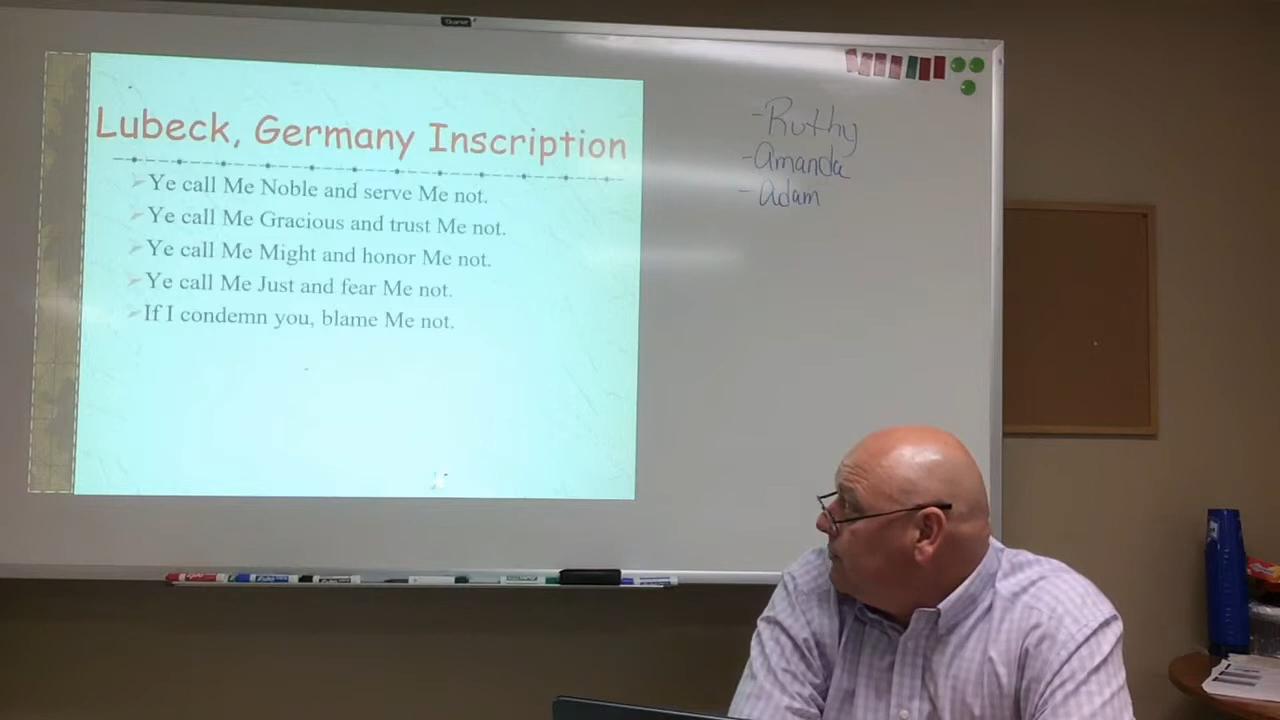 Lubeck, Germany Inscription
Ye call Me Noble and serve Me not.
Ye call Me Gracious and trust Me not.
Ye call Me Might and honor Me not.
Ye call Me Just and fear Me not.
If I condemn you, blame Me not.
-Ruthy
-Amanda
-Adam